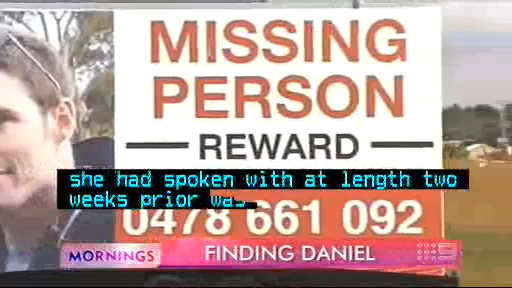 MISSING
PERSON
REWARD
she had spoken with at length two
weeks prior was
0478 661 092
MORNINGS
FINDING DANIEL